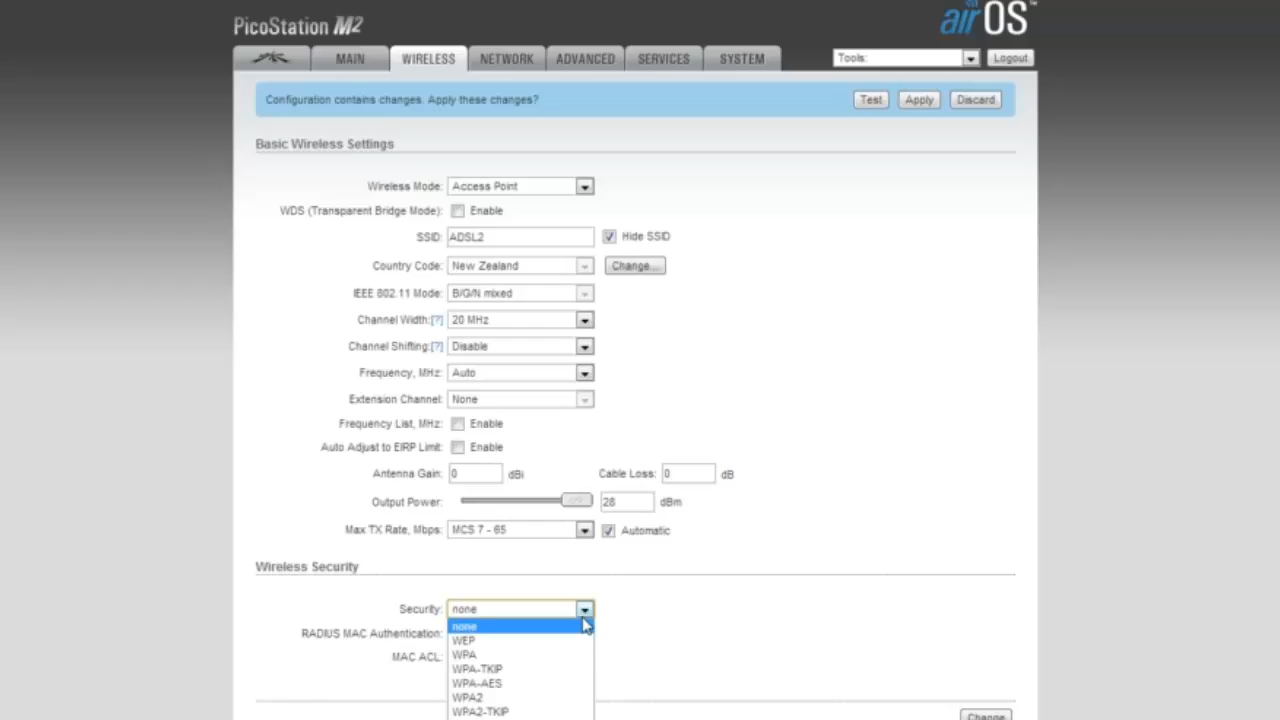 PicoStation M2
airOS™
MAIN WIRELESS NETWORK ADVANCED SERVICES SYSTEM Tools: Logout
Configuration contains changes. Apply these changes? Test Apply Discard
Basic Wireless Settings
Wireless Mode: Access Point
WDS (Transparent Bridge Mode): Enable
SSID: ADSL2 Hide SSID
Country Code: New Zealand Change...
IEEE 802.11 Mode: B/G/N mixed
Channel Width:[?] 20 MHz
Channel Shifting:[?] Disable
Frequency, MHz: Auto
Extension Channel: None
Frequency List, MHz: Enable
Auto Adjust to EIRP Limit: Enable
Antenna Gain: 0 dBi Cable Loss: 0 dB
Output Power: 28 dBm
Max TX Rate, Mbps: MCS 7 - 65 Automatic
Wireless Security
Security: none
none
RADIUS MAC Authentication:
WEP
MAC ACL: WPA
WPA-TKIP
WPA-AES
WPA2
WPA2-TKIP
Change